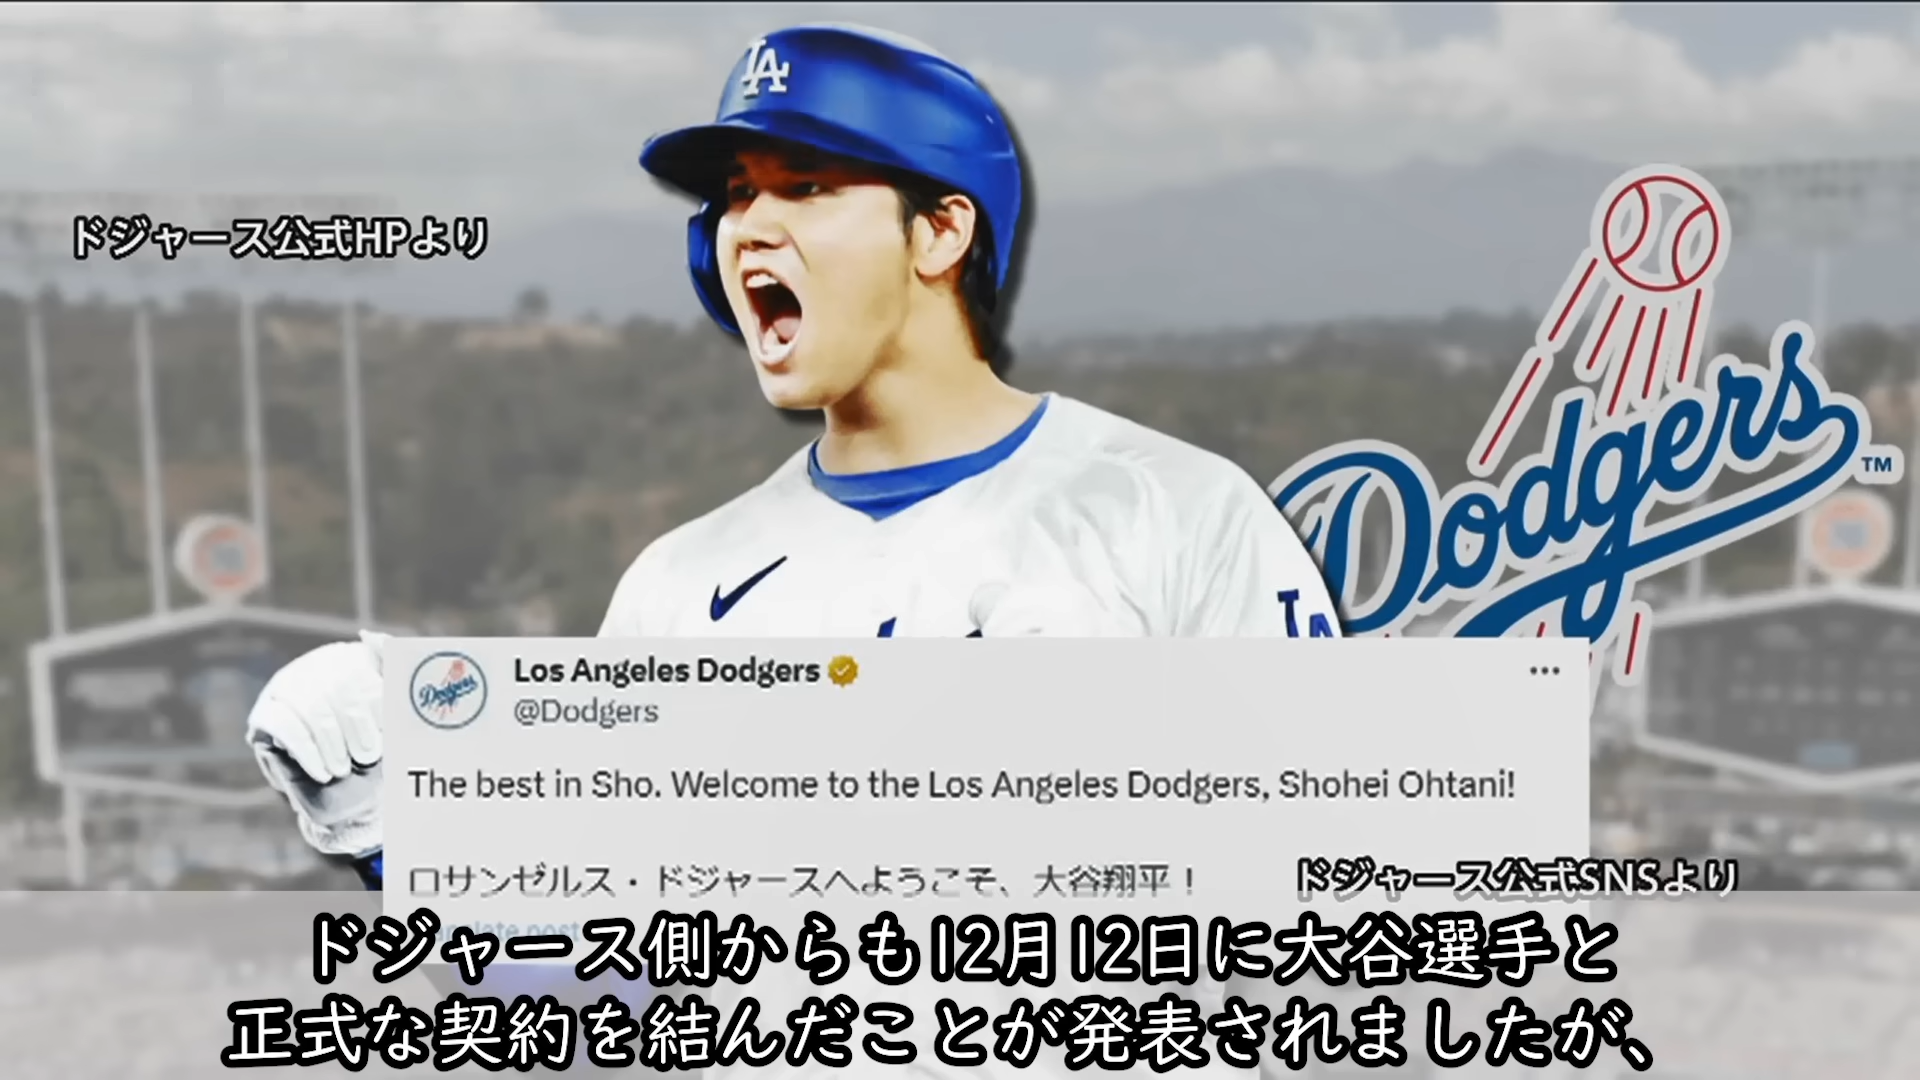 LA
ドジャース公式HPより
Dodgers™
LA
Los Angeles Dodgers
@Dodgers
The best in Sho. Welcome to the Los Angeles Dodgers, Shohei Ohtani!
ロサンゼルス・ドジャースへようこそ、大谷翔平！
ドジャース公式SNSより
post
ドジャース側からも12月12日に大谷選手と
正式な契約を結んだことが発表されましたが、